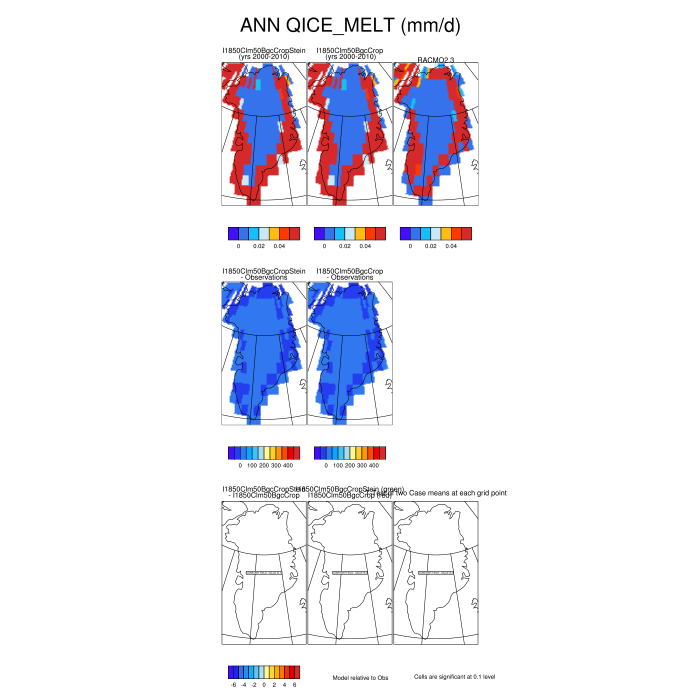 ANN QICE_MELT (mm/d)
I1850Clm50BgcCropStein
(yrs 2000-2010)
I1850Clm50BgcCrop
(yrs 2000-2010)
RACMO2.3
0 0.02 0.04
0 0.02 0.04
0 0.02 0.04
I1850Clm50BgcCropStein
- Observations
I1850Clm50BgcCrop
- Observations
0 100 200 300 400
0 100 200 300 400
I1850Clm50BgcCropStein
- I1850Clm50BgcCrop
I1850Clm50BgcCropStein (green)
I1850Clm50BgcCrop (red)
of two Case means at each grid point
-6 -4 -2 0 2 4 6
Model relative to Obs
Cells are significant at 0.1 level